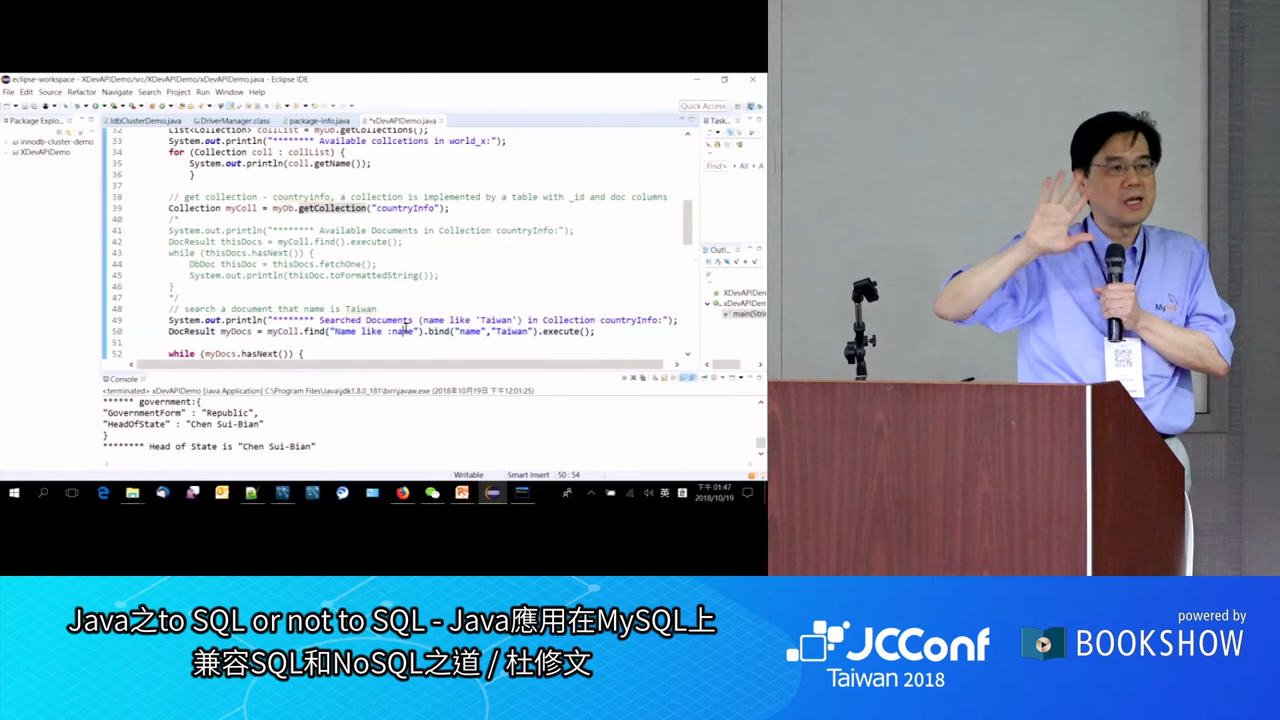 eclipse-workspace - XDevAPIDemo/src/XDevAPIDemo/xDevAPIDemo.java - Eclipse IDE
File Edit Source Refactor Navigate Search Project Run Window Help
Quick Access
Package Explo...
IdbClusterDemo.java DriverManager.class package-info.java *xDevAPIDemo.java
Task...
innodb-cluster-demo
XDevAPIDemo
Find All
32 List<Collection> collList = myDb.getCollections();
33 System.out.println("******** Available collcetions in world_x:");
34 for (Collection coll : collList) {
35 System.out.println(coll.getName());
36 }
37
38 // get collection - countryinfo, a collection is implemented by a table with _id and doc columns
39 Collection myColl = myDb.getCollection("countryInfo");
40 /*
41 System.out.println("******** Available Documents in Collection countryInfo:");
42 DocResult thisDocs = myColl.find().execute();
43 while (thisDocs.hasNext()) {
44 DbDoc thisDoc = thisDocs.fetchOne();
45 System.out.println(thisDoc.toFormattedString());
46 }
47 */
48 // search a document that name is Taiwan
49 System.out.println("******** Searched Documents (name like 'Taiwan') in Collection countryInfo:");
50 DocResult myDocs = myColl.find("Name like :name").bind("name","Taiwan").execute();
52 while (myDocs.hasNext()) {
Outl...
XDevAPIDemo
xDevAPIDemo
main(Strin
Console
<terminated> xDevAPIDemo [Java Application] C:\Program Files\Java\jdk1.8.0_181\bin\javaw.exe (2018年10月19日 下午12:01:25)
****** government:{
"GovernmentForm" : "Republic",
"HeadOfState" : "Chen Sui-Bian"
}
******** Head of State is "Chen Sui-Bian"
Writable Smart Insert 50 : 54
英
下午 01:47
2018/10/19
MySQL
Java之to SQL or not to SQL - Java應用在MySQL上
兼容SQL和NoSQL之道 / 杜修文
JCConf
Taiwan 2018
powered by
BOOKSHOW